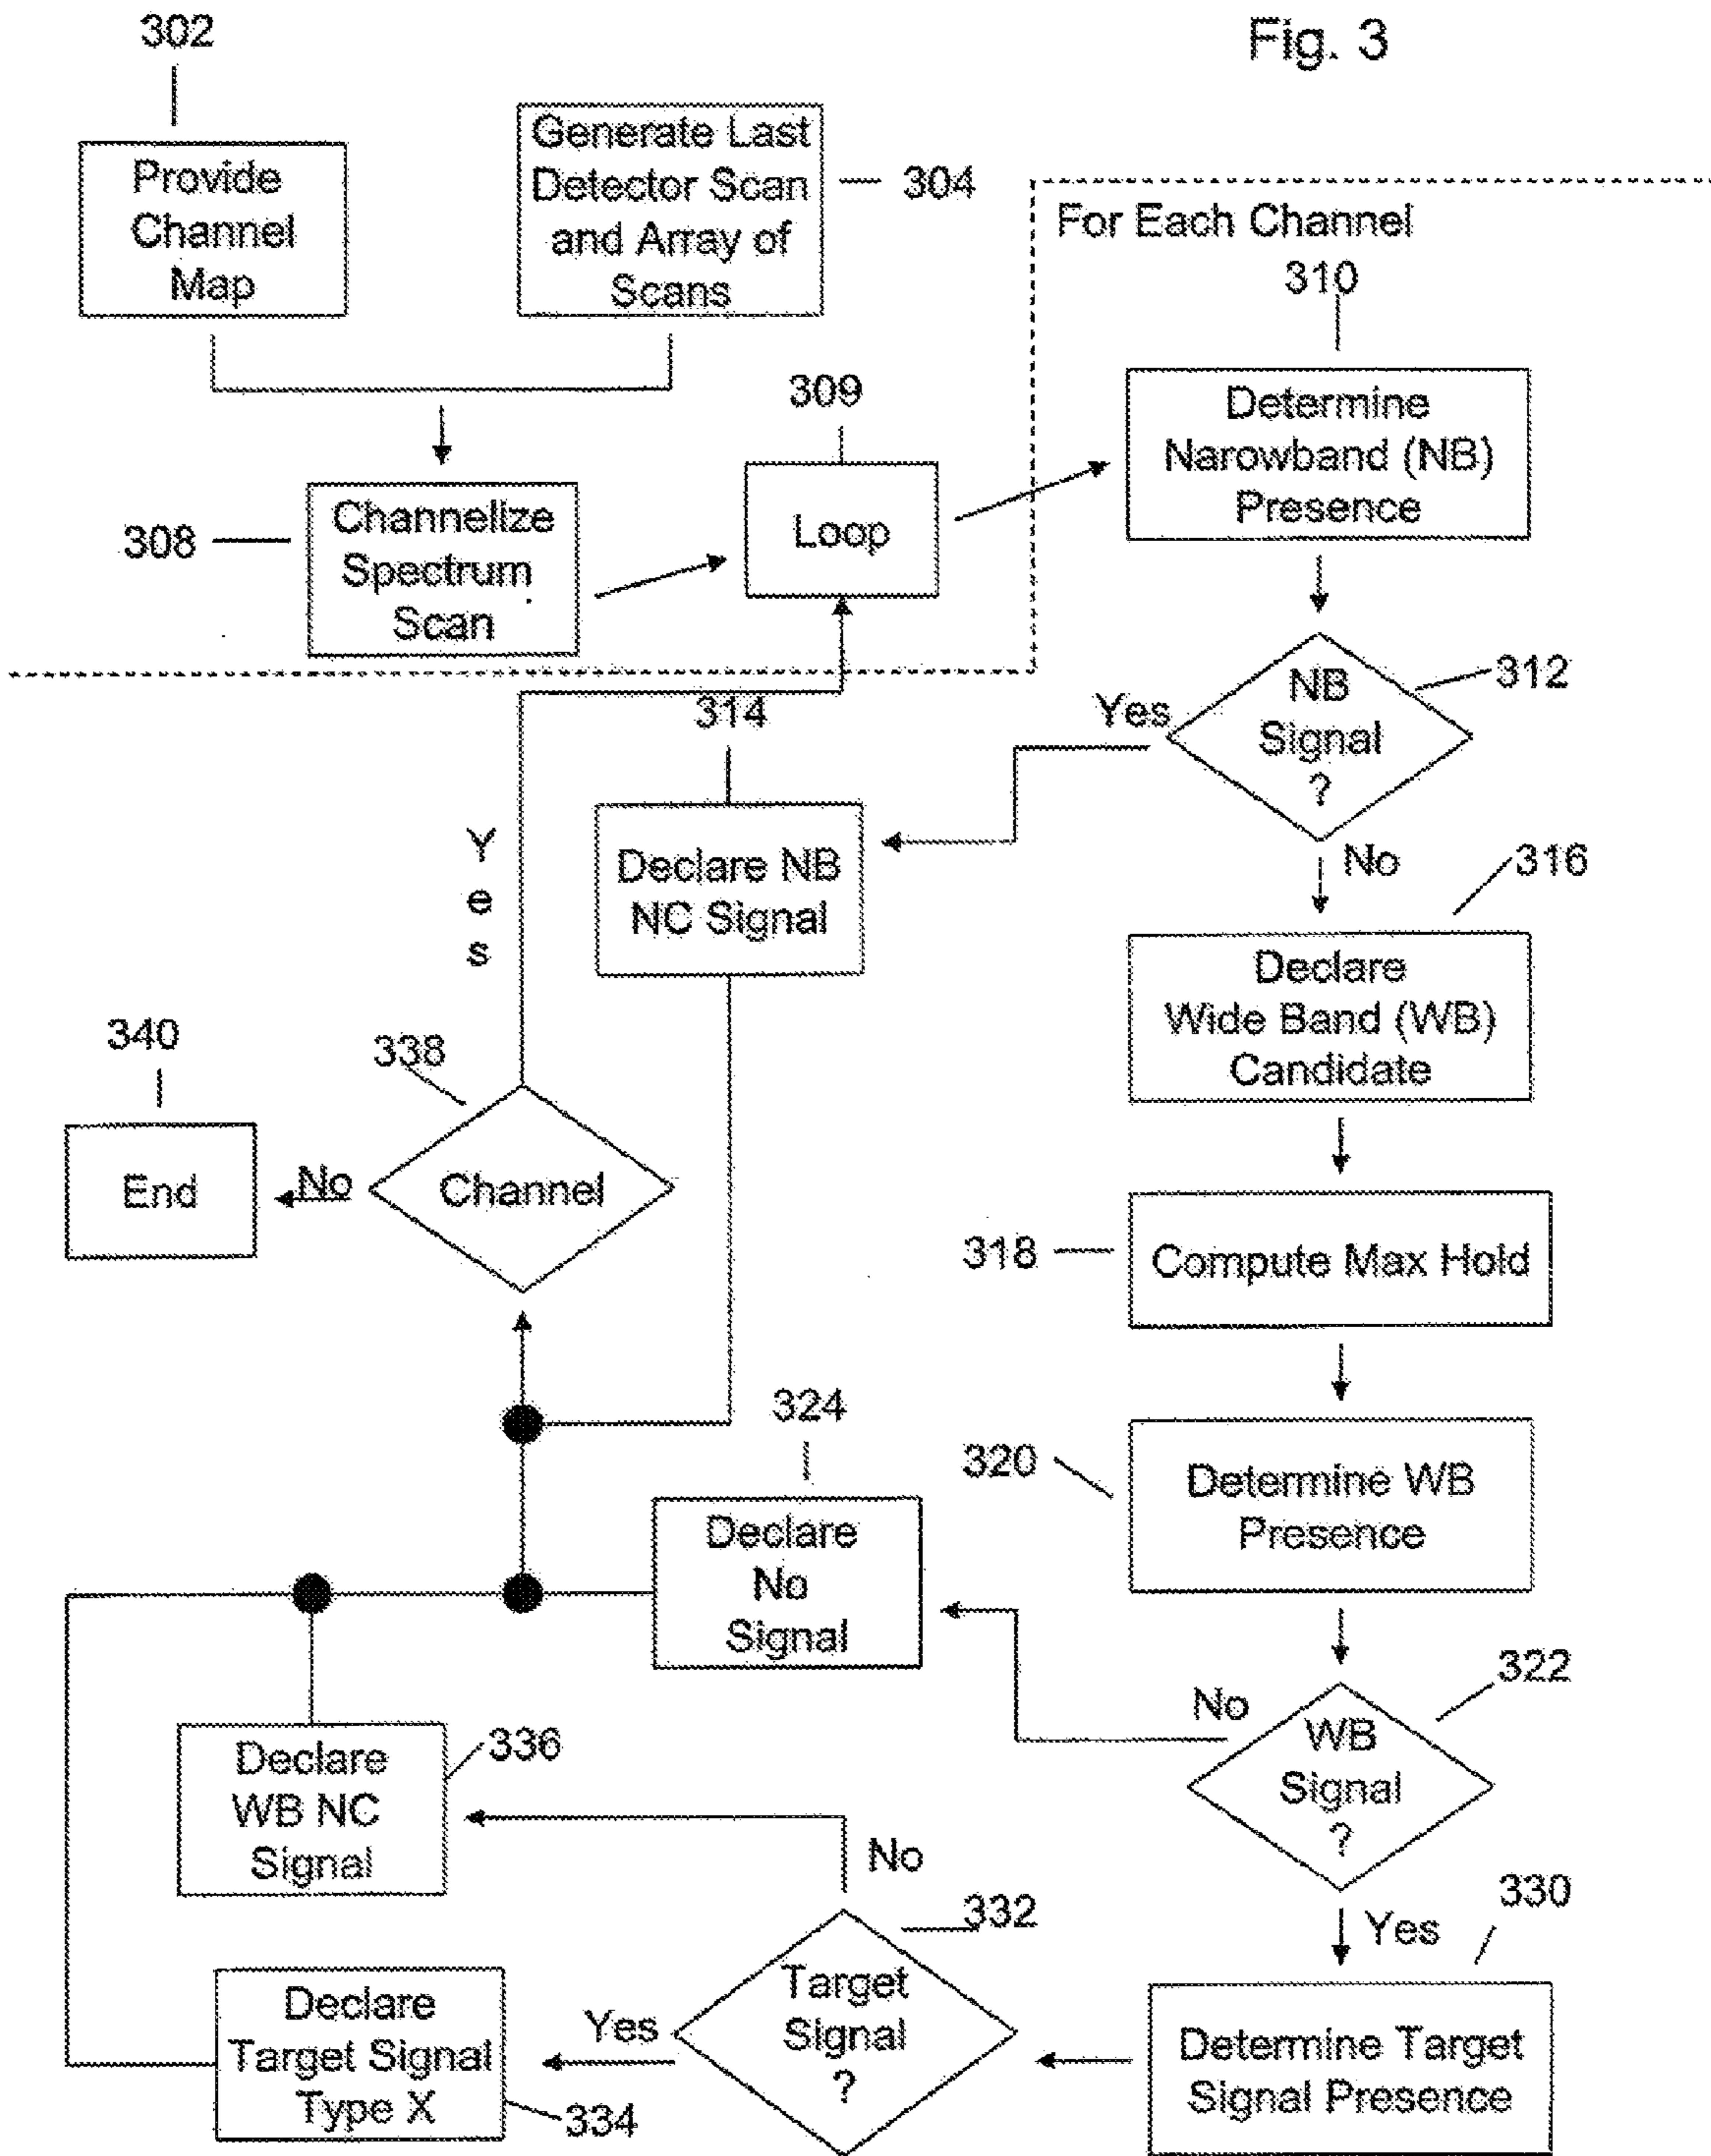 Fig. 3
302
Provide
Channel
Map
Generate Last
Detector Scan
and Array of
Scans
304
For Each Channel
310
Determine
Narowband (NB)
Presence
309
Loop
308
Channelize
Spectrum
Scan
NB
Signal
?
312
Yes
No
314
Declare NB
NC Signal
316
Declare
Wide Band (WB)
Candidate
Y
e
s
340
End
No
338
Channel
318
Compute Max Hold
320
Determine WB
Presence
324
Declare
No
Signal
322
WB
Signal
?
No
Yes
336
Declare
WB NC
Signal
330
Determine Target
Signal Presence
332
Target
Signal
?
No
Yes
Declare
Target Signal
Type X
334